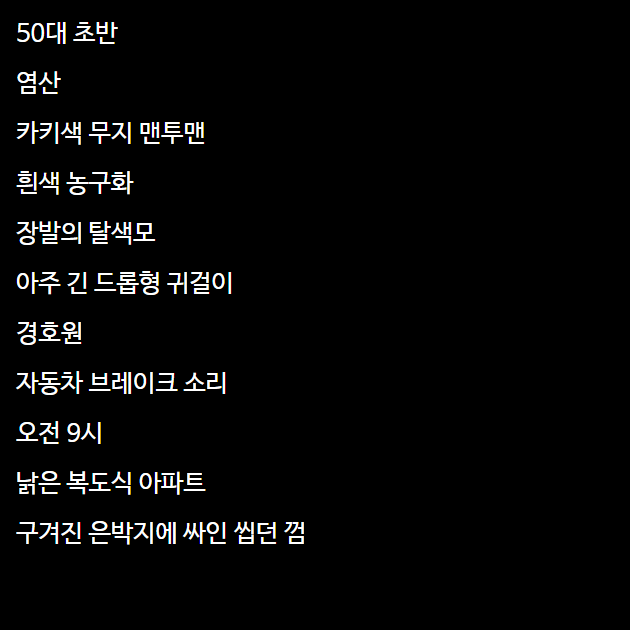 50대 초반
염산
카키색 무지 맨투맨
흰색 농구화
장발의 탈색모
아주 긴 드롭형 귀걸이
경호원
자동차 브레이크 소리
오전 9시
낡은 복도식 아파트
구겨진 은박지에 싸인 씹던 껌